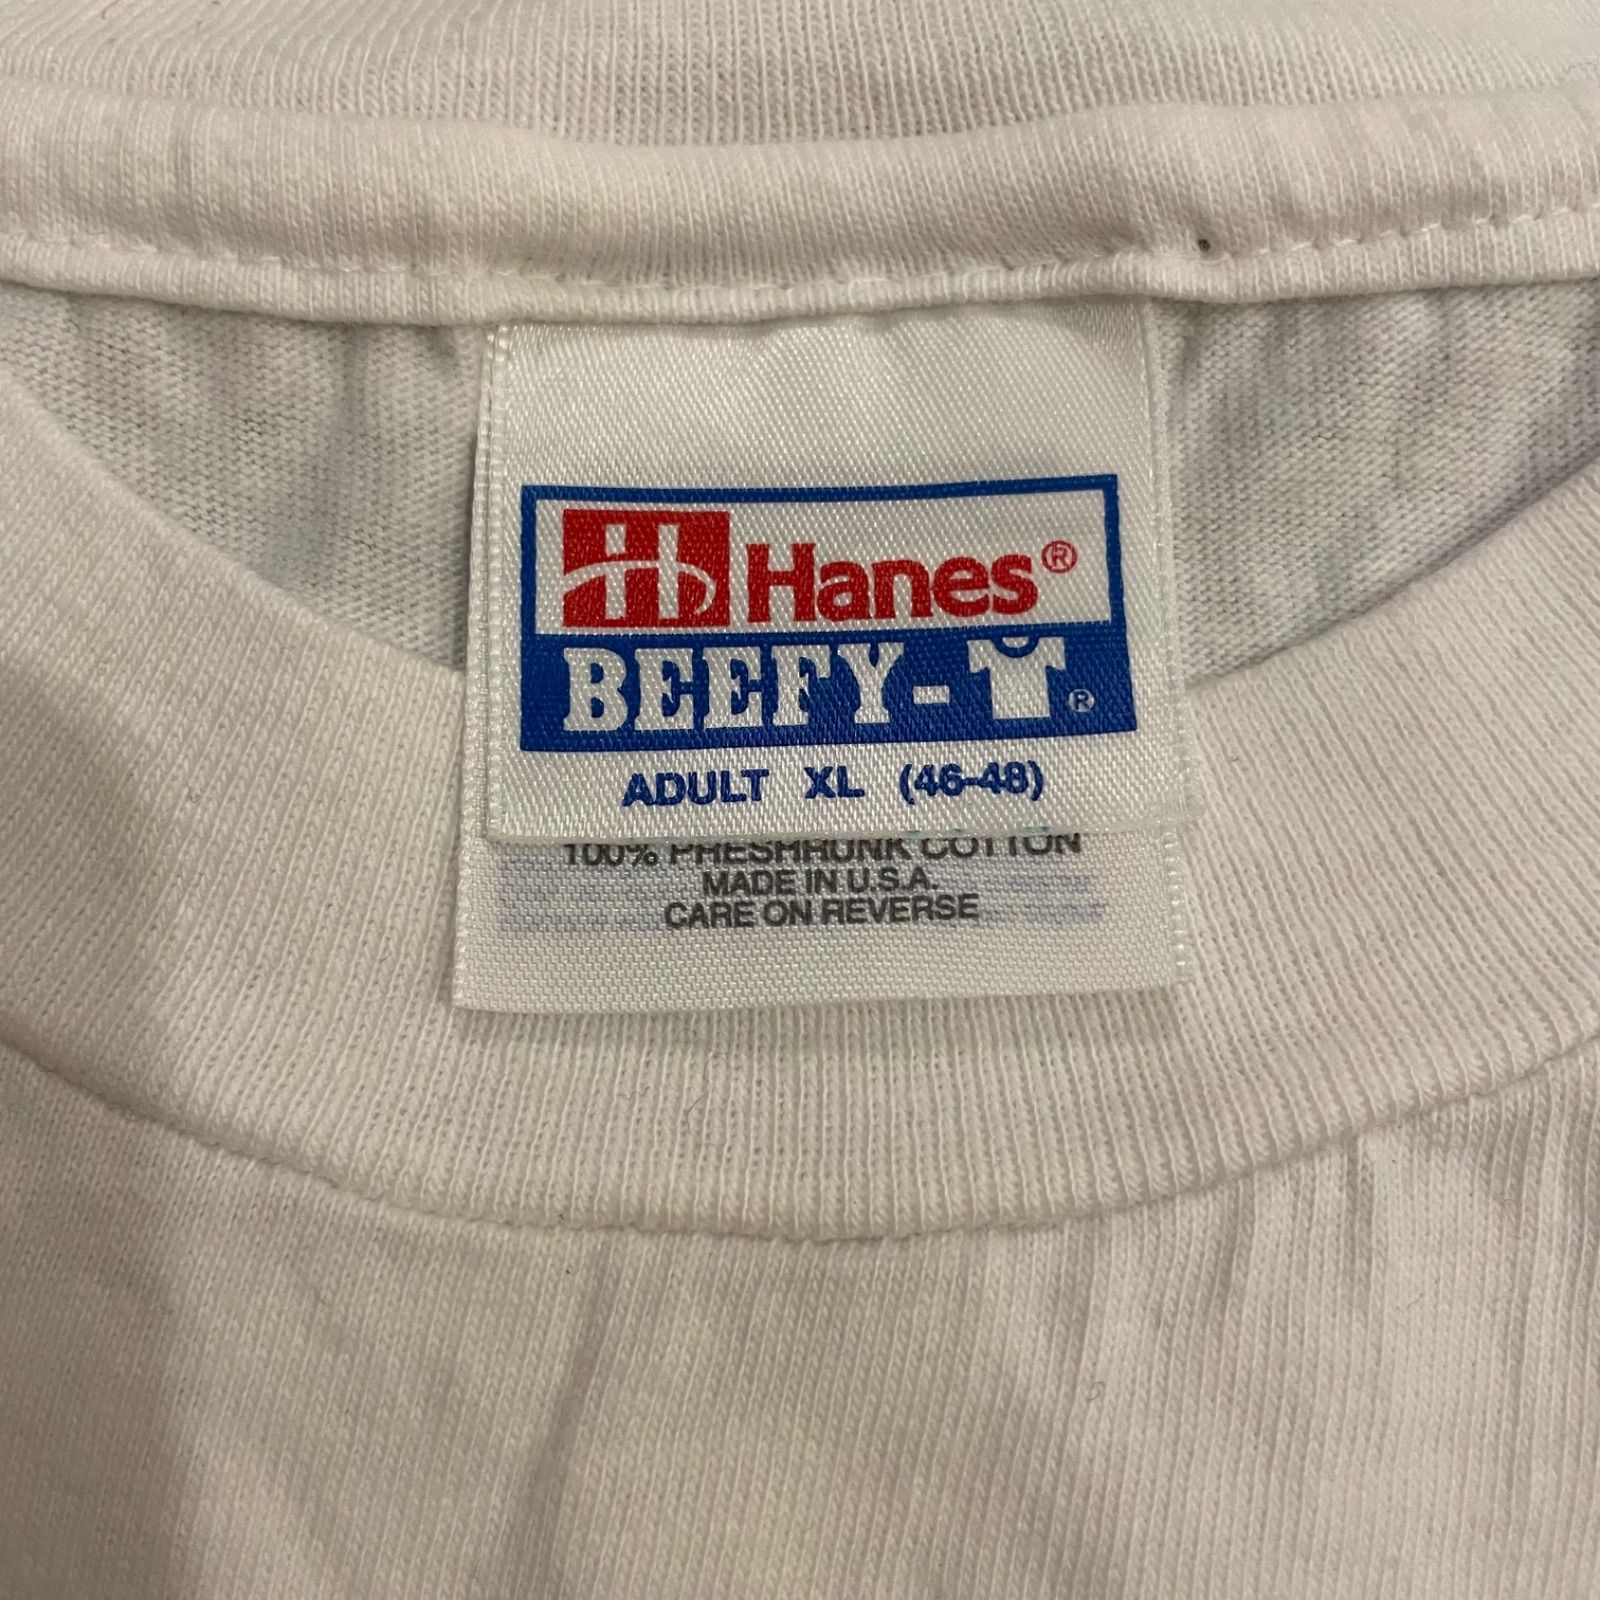 Hanes®
BEEFY-T®
ADULT XL (46-48)
100% PRESHRUNK COTTON
MADE IN U.S.A.
CARE ON REVERSE